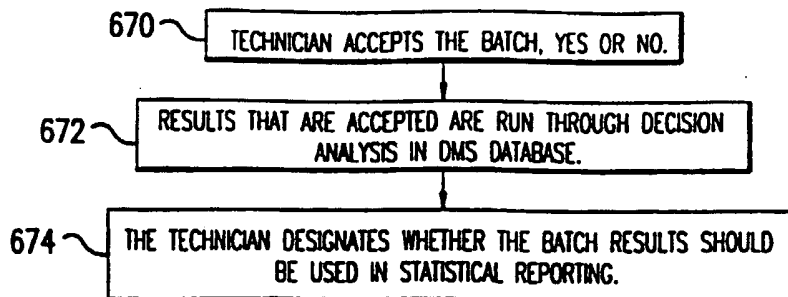 670
TECHNICIAN ACCEPTS THE BATCH, YES OR NO.
672
RESULTS THAT ARE ACCEPTED ARE RUN THROUGH DECISION
ANALYSIS IN DMS DATABASE.
674
THE TECHNICIAN DESIGNATES WHETHER THE BATCH RESULTS SHOULD
BE USED IN STATISTICAL REPORTING.